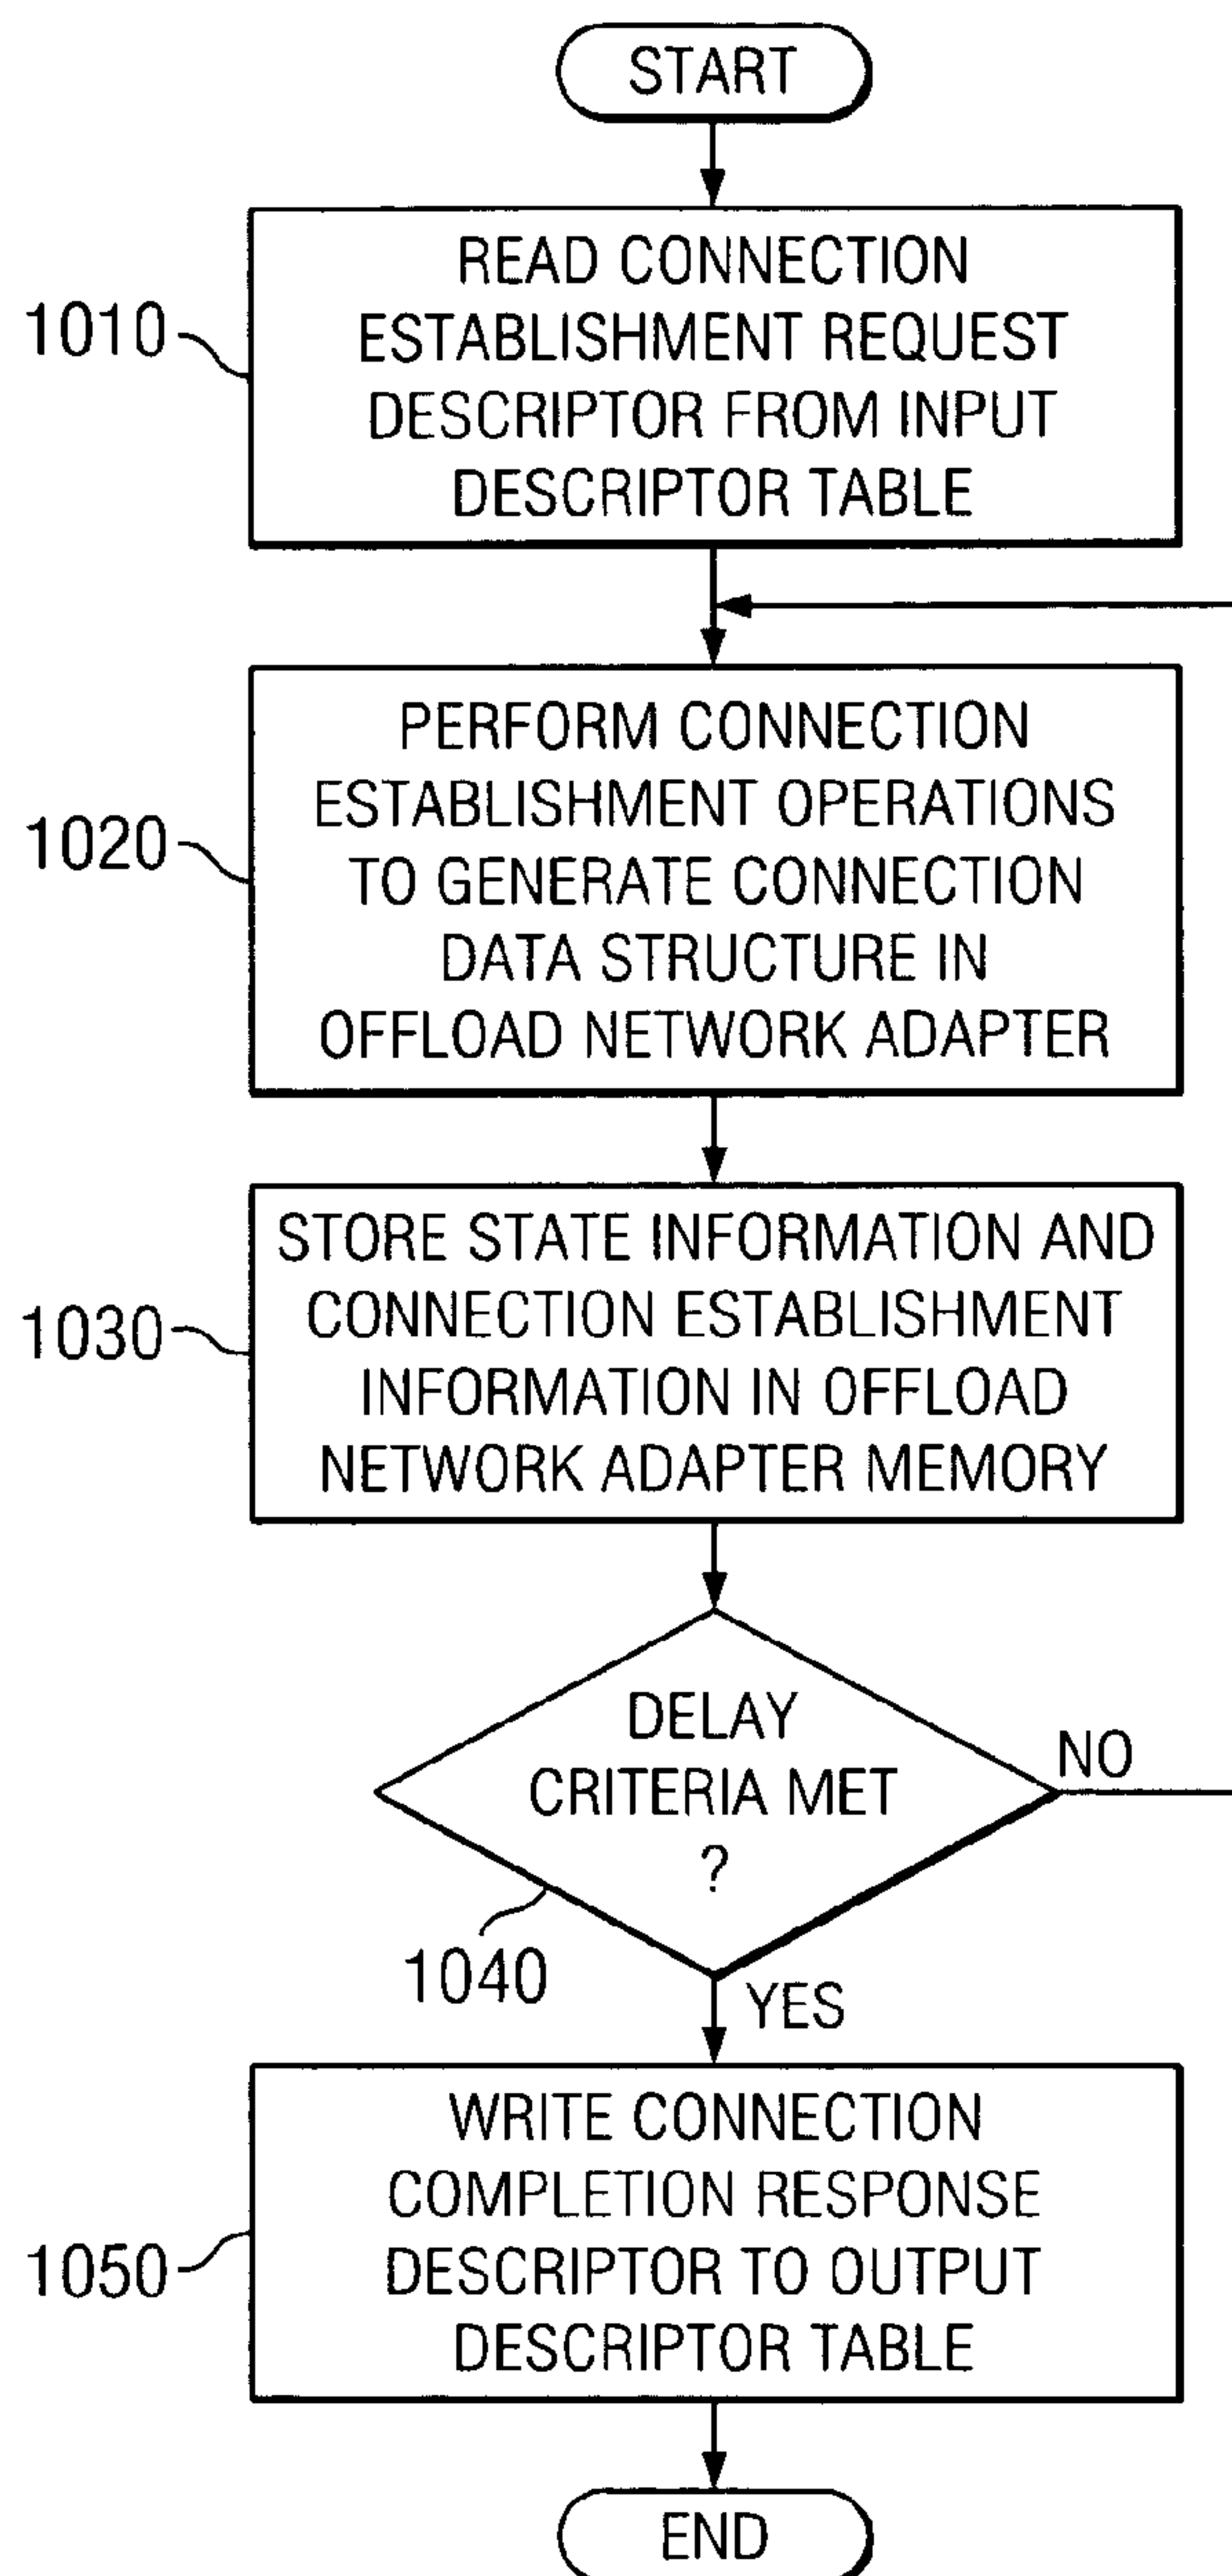 START
1010
READ CONNECTION
ESTABLISHMENT REQUEST
DESCRIPTOR FROM INPUT
DESCRIPTOR TABLE
1020
PERFORM CONNECTION
ESTABLISHMENT OPERATIONS
TO GENERATE CONNECTION
DATA STRUCTURE IN
OFFLOAD NETWORK ADAPTER
1030
STORE STATE INFORMATION AND
CONNECTION ESTABLISHMENT
INFORMATION IN OFFLOAD
NETWORK ADAPTER MEMORY
DELAY
CRITERIA MET
?
NO
1040
YES
1050
WRITE CONNECTION
COMPLETION RESPONSE
DESCRIPTOR TO OUTPUT
DESCRIPTOR TABLE
END